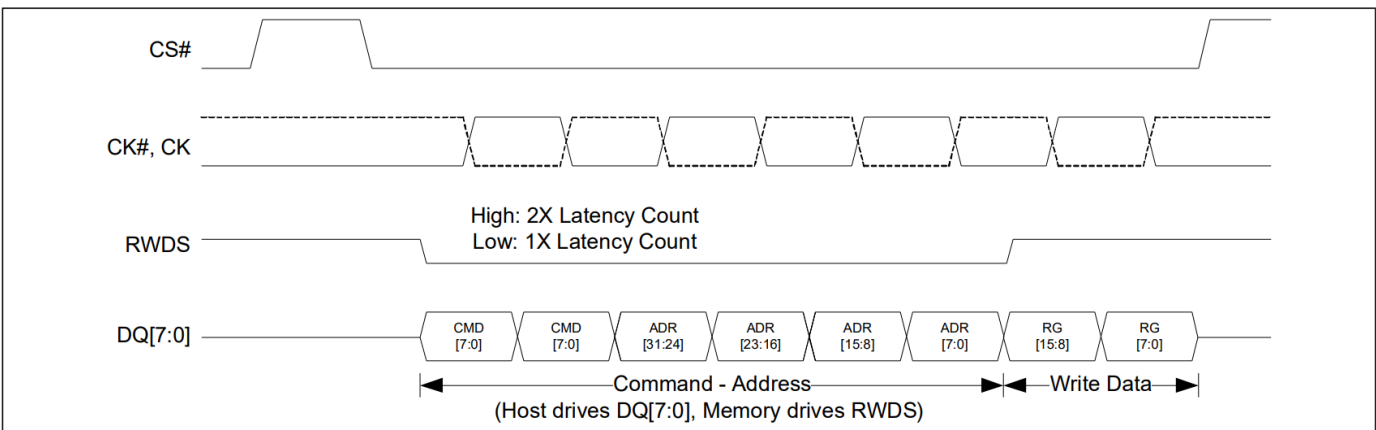 CS#
CK#, CK
High: 2X Latency Count
Low: 1X Latency Count
RWDS
DQ[7:0]
CMD [7:0]
CMD [7:0]
ADR [31:24]
ADR [23:16]
ADR [15:8]
ADR [7:0]
RG [15:8]
RG [7:0]
Command - Address
Write Data
(Host drives DQ[7:0], Memory drives RWDS)